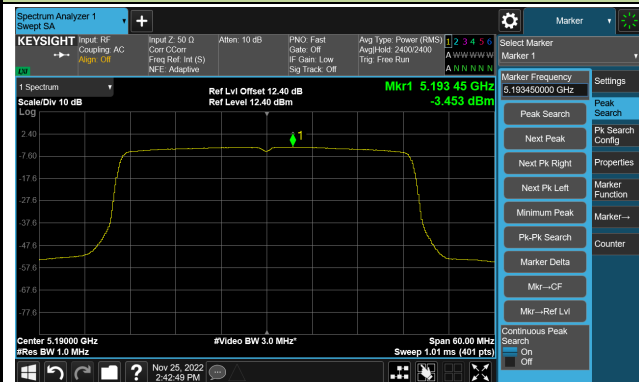 Spectrum Analyzer 1
Swept SA
+
Marker
KEYSIGHT
Input: RF
Coupling: AC
Align: Off
Input Z: 50 Ω
Corr CCorr
Freq Ref: Int (S)
NFE: Adaptive
Atten: 10 dB
PNO: Fast
Gate: Off
IF Gain: Low
Sig Track: Off
Avg Type: Power (RMS)
Avg|Hold: 2400/2400
Trig: Free Run
1 2 3 4 5 6
A W W W W W
A N N N N N
Select Marker
Marker 1
1 Spectrum
Scale/Div 10 dB
Ref Lvl Offset 12.40 dB
Ref Level 12.40 dBm
Mkr1 5.193 45 GHz
-3.453 dBm
Log
2.40
-7.60
-17.6
-27.6
-37.6
-47.6
-57.6
-67.6
-77.6
1
Center 5.19000 GHz
#Res BW 1.0 MHz
#Video BW 3.0 MHz*
Span 60.00 MHz
Sweep 1.01 ms (401 pts)
Marker Frequency
5.193450000 GHz
Peak Search
Next Peak
Next Pk Right
Next Pk Left
Minimum Peak
Pk-Pk Search
Marker Delta
Mkr→CF
Mkr→Ref Lvl
Continuous Peak
Search
On
Off
Settings
Peak
Search
Pk Search
Config
Properties
Marker
Function
Marker→
Counter
?
Nov 25, 2022
2:42:49 PM